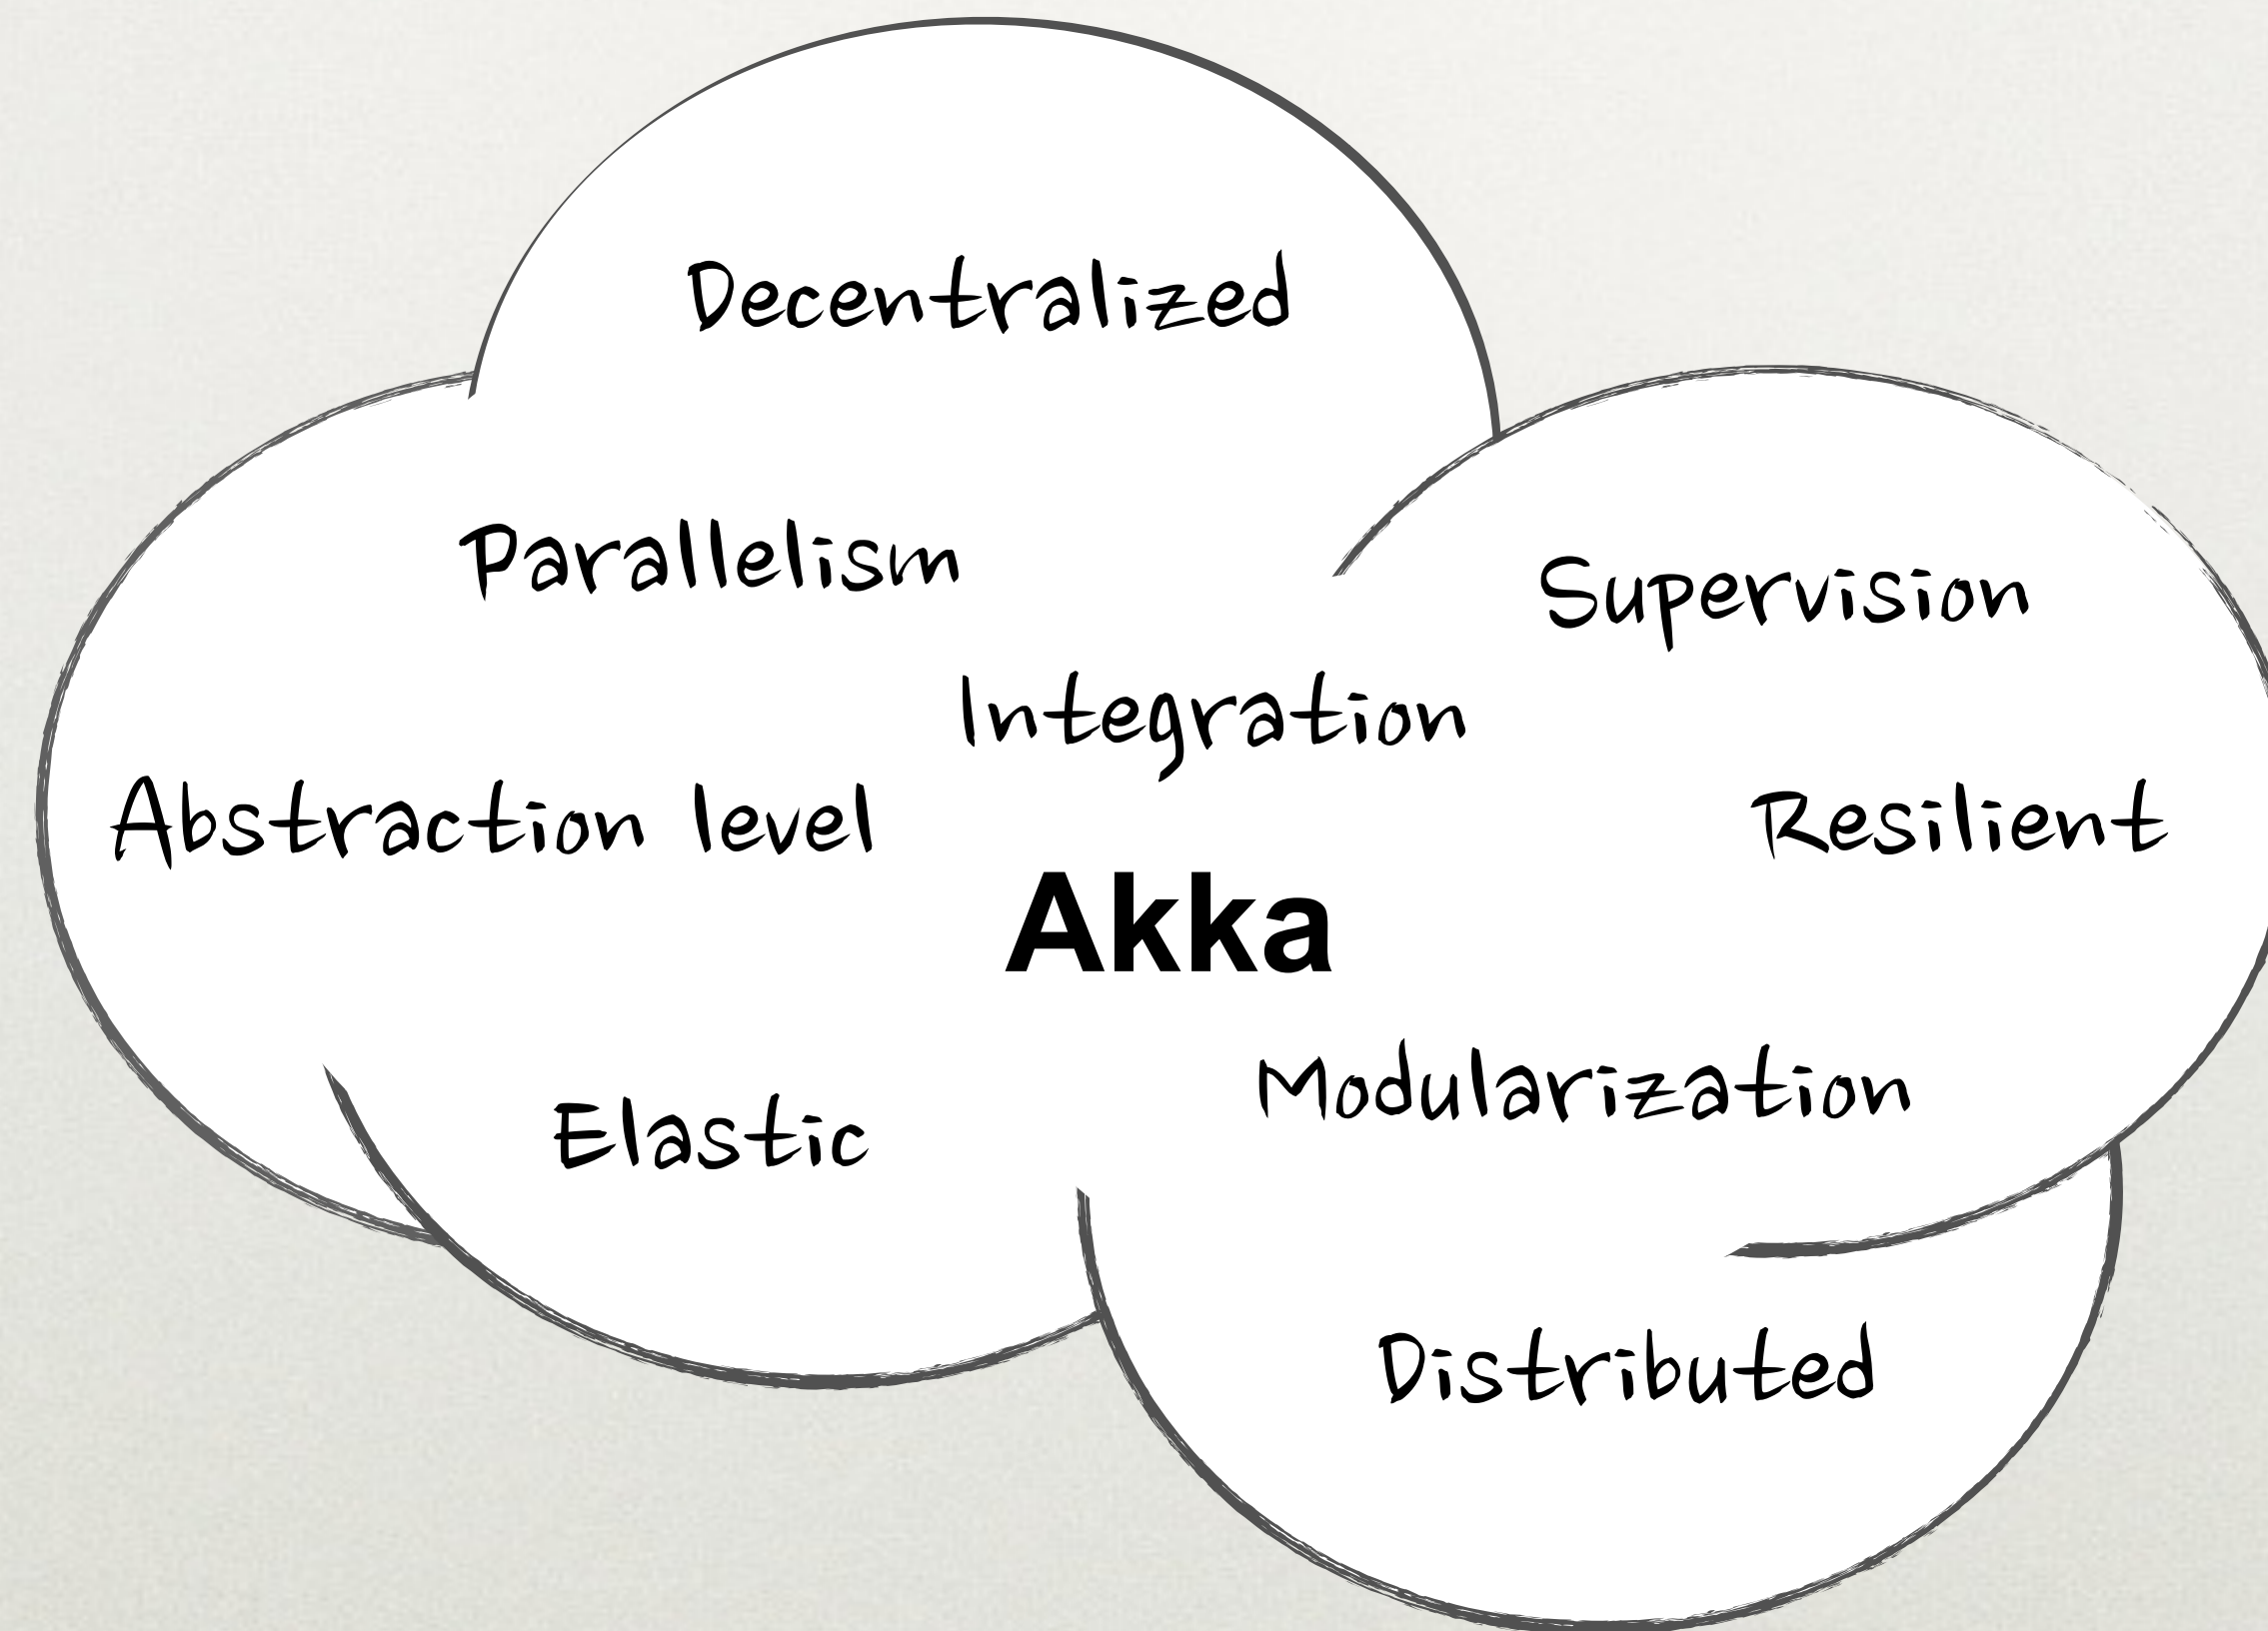 Decentralized
Parallelism
Supervision
Integration
Abstraction level
Resilient
Akka
Modularization
Elastic
Distributed